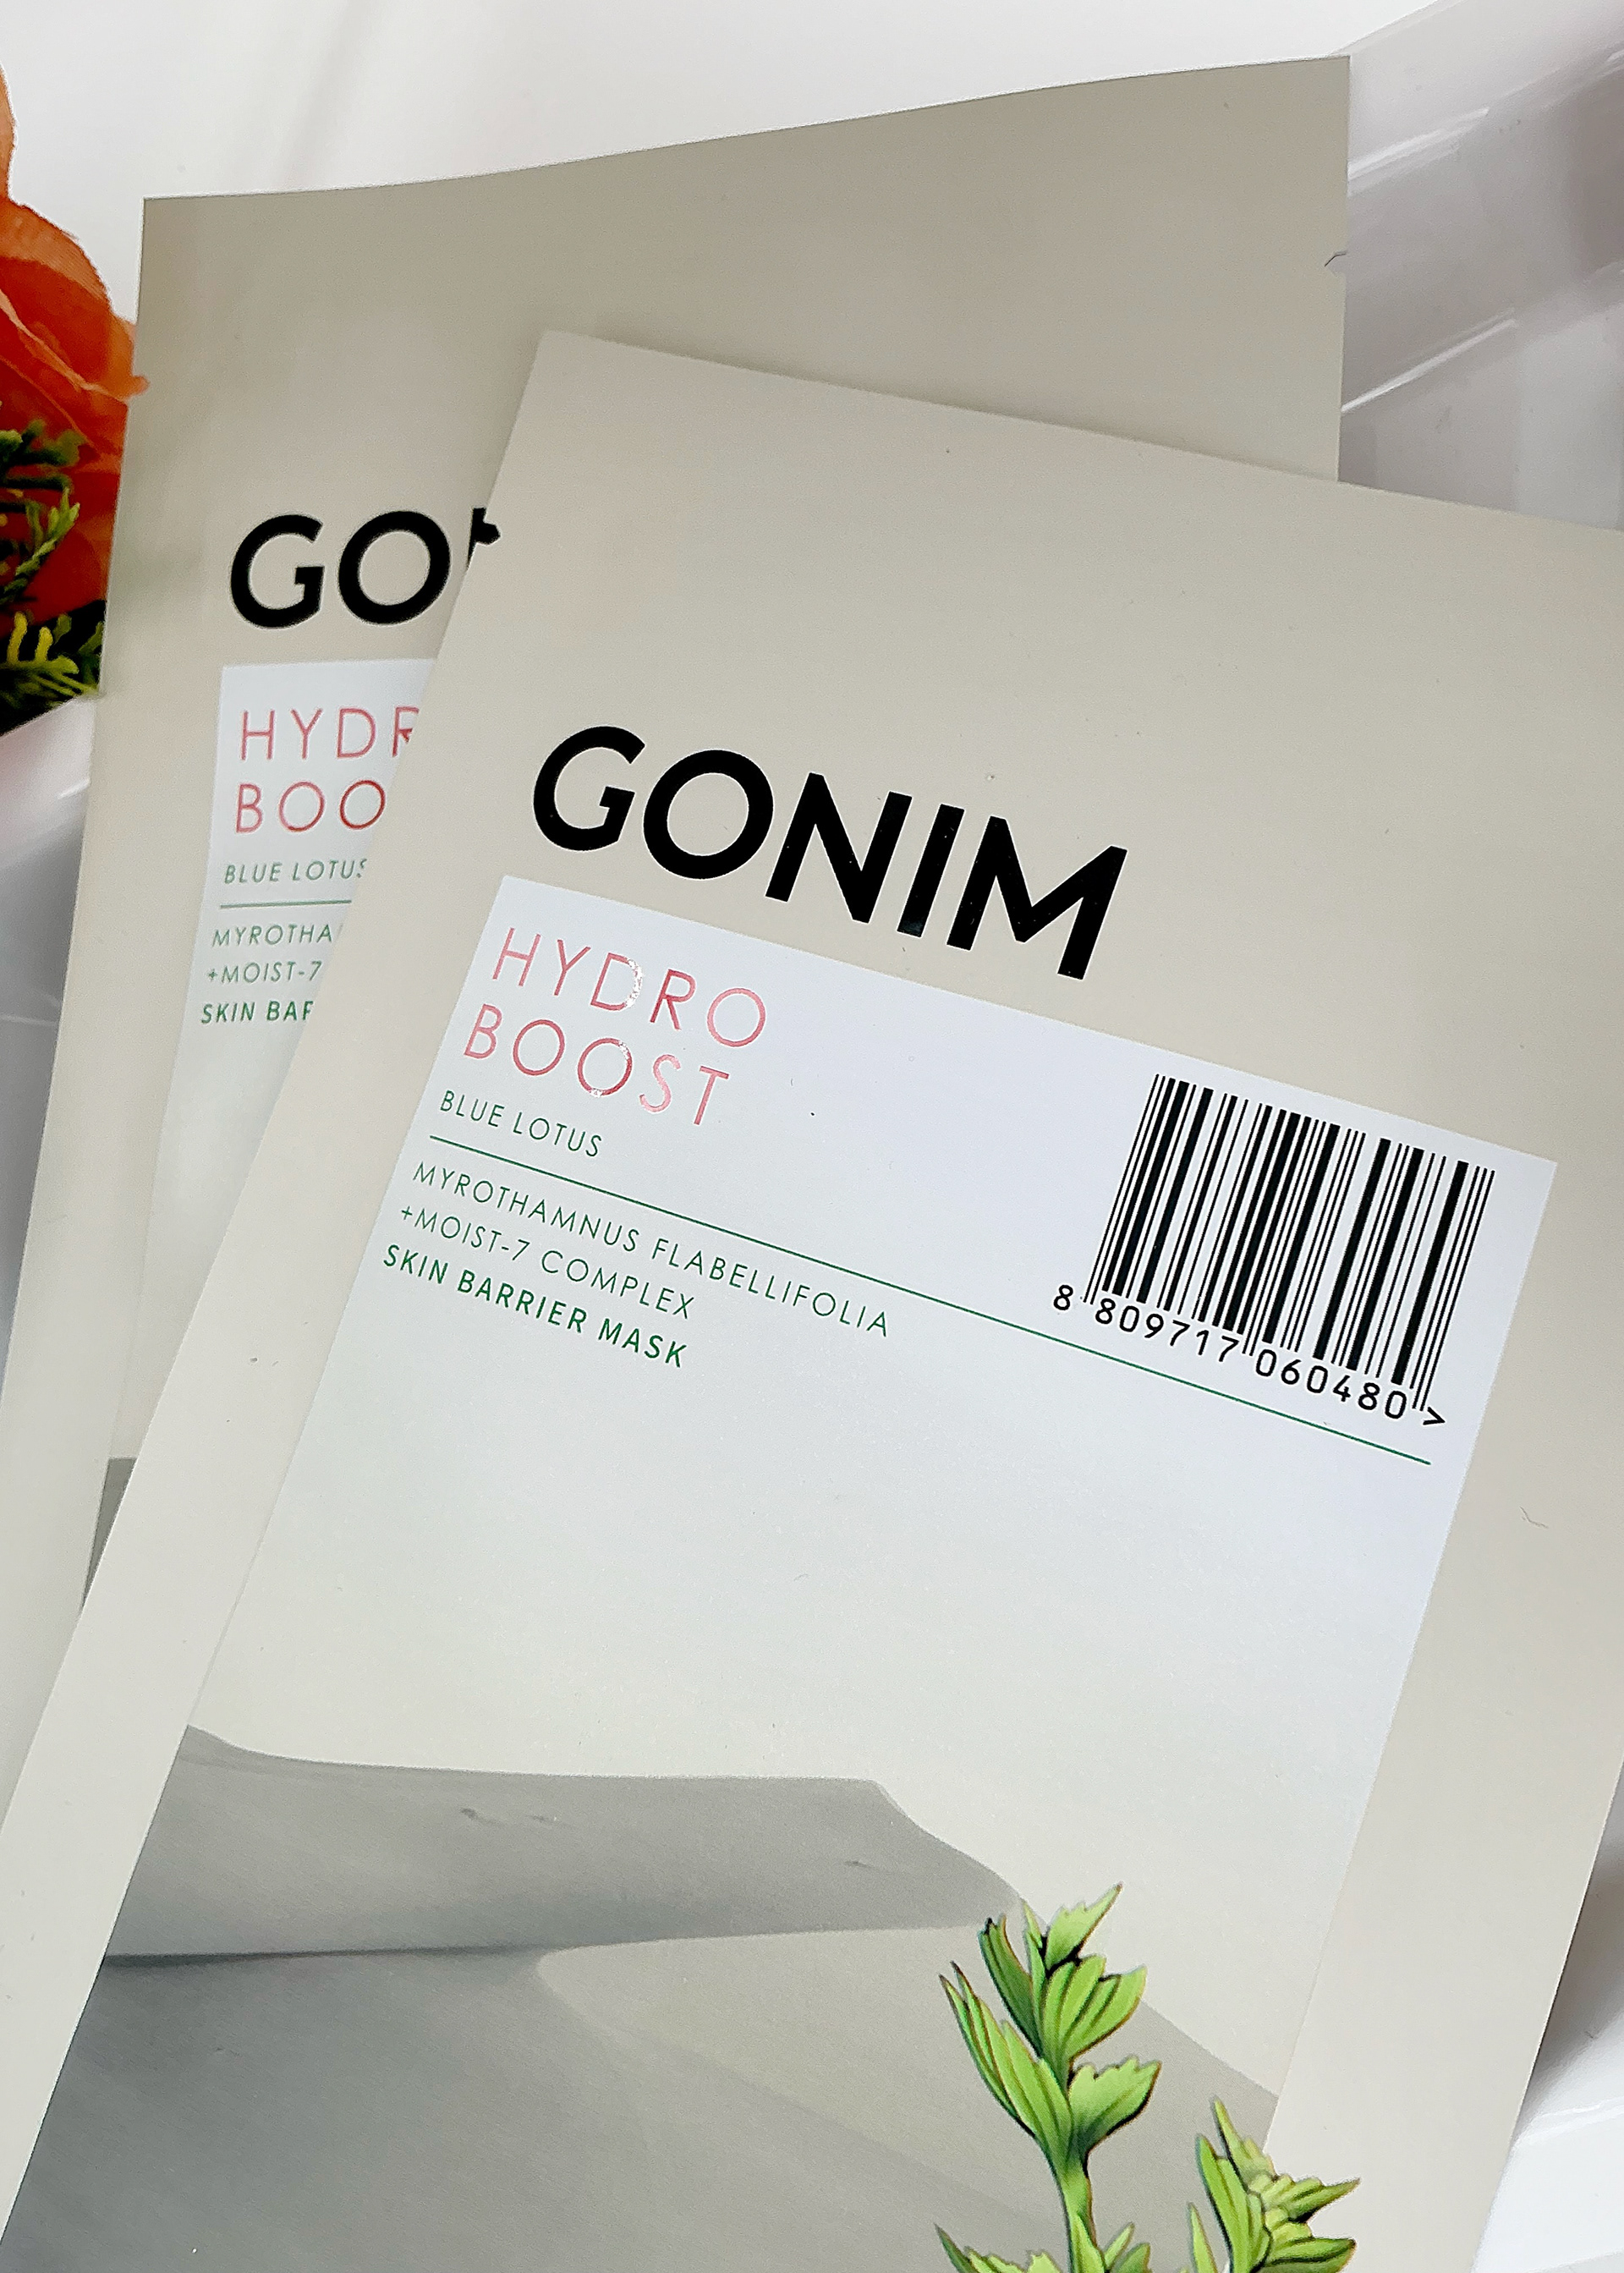 GO
HYDR
BOO
BLUE LOTUS
MYROTHA
+MOIST-7
SKIN BAR
GONIM
HYDRO
BOOST
BLUE LOTUS
MYROTHAMNUS FLABELLIFOLIA
+MOIST-7 COMPLEX
SKIN BARRIER MASK
8 809717 060480 >